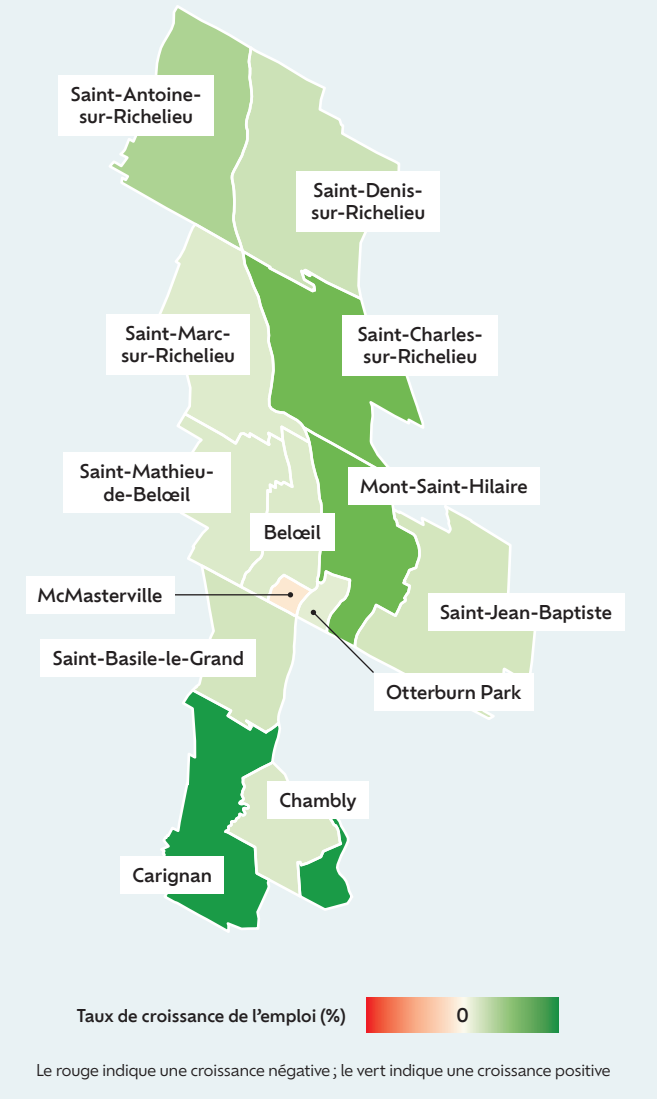 Saint-Antoine-
sur-Richelieu
Saint-Denis-
sur-Richelieu
Saint-Marc-
sur-Richelieu
Saint-Charles-
sur-Richelieu
Saint-Mathieu-
de-Belœil
Mont-Saint-Hilaire
Belœil
McMasterville
Saint-Jean-Baptiste
Saint-Basile-le-Grand
Otterburn Park
Chambly
Carignan
Taux de croissance de l’emploi (%)
0
Le rouge indique une croissance négative ; le vert indique une croissance positive